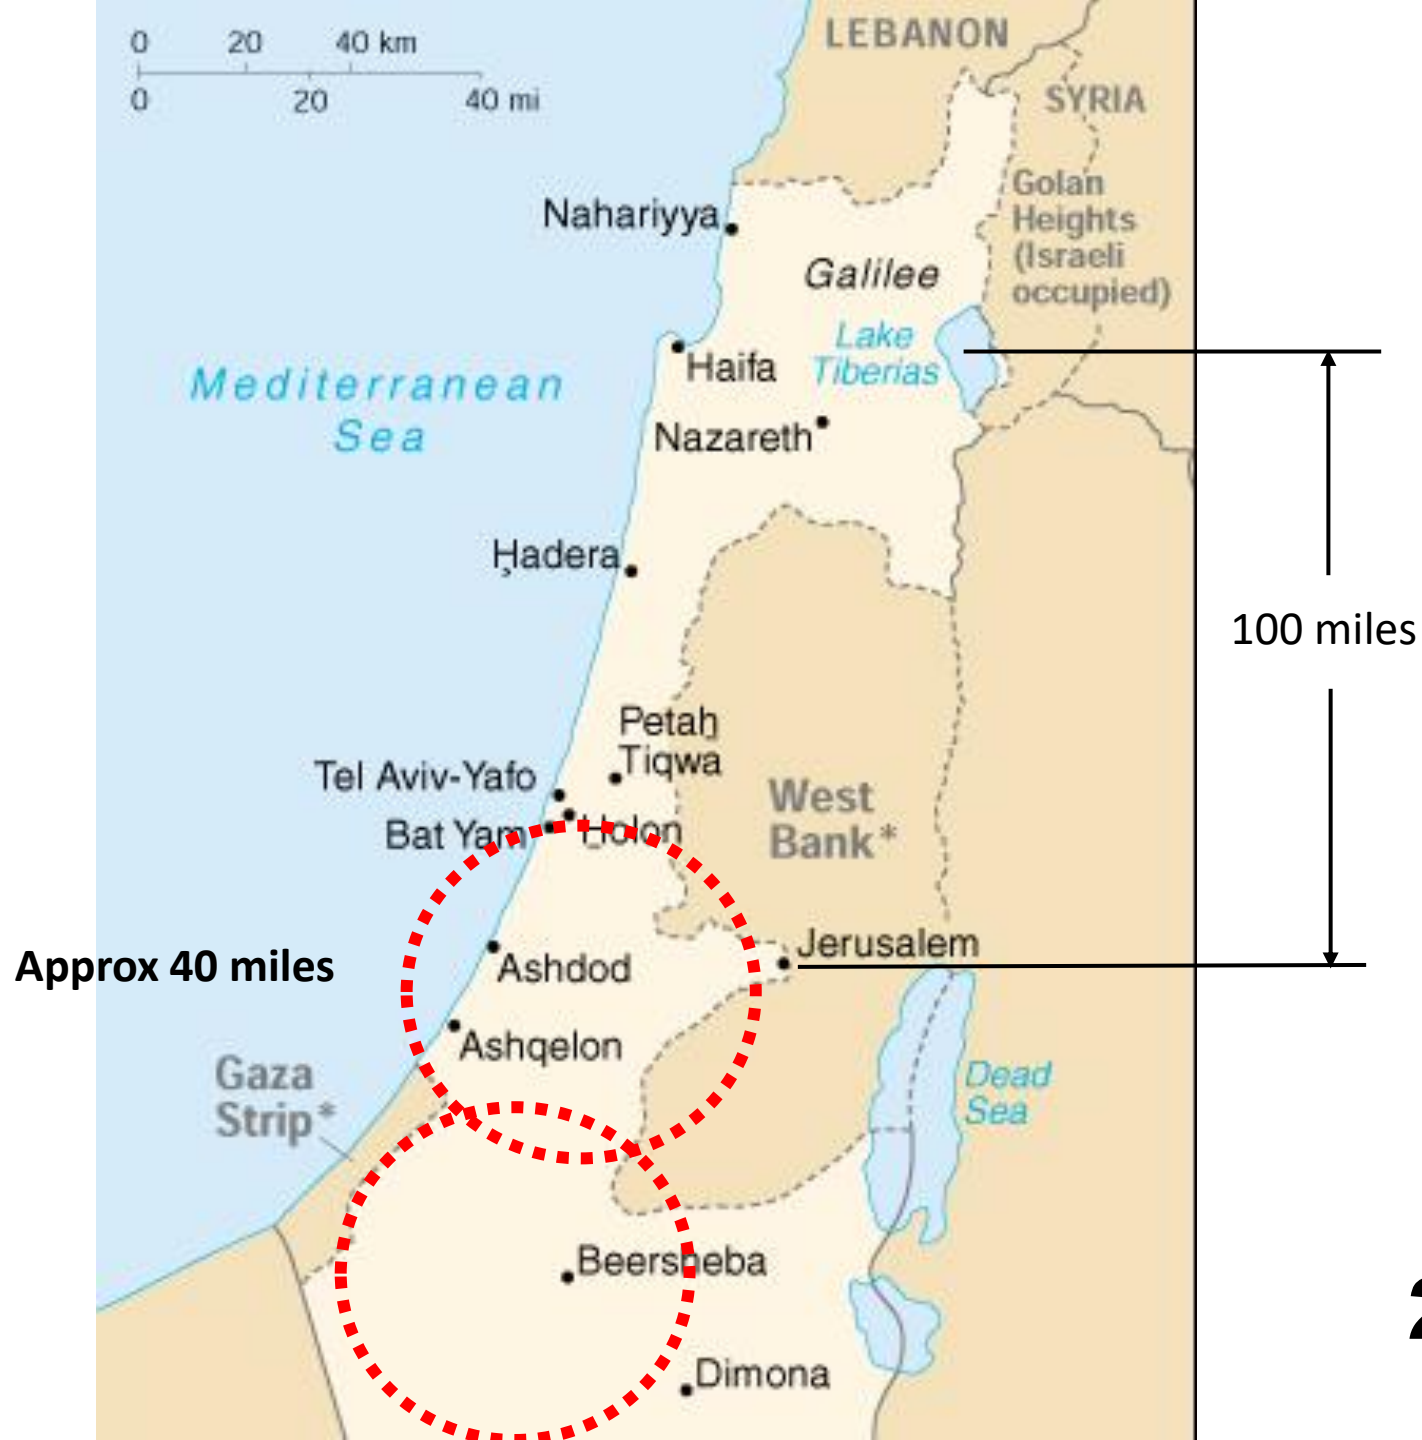 0 20 40 km
0 20 40 mi
LEBANON
SYRIA
Golan
Heights
(Israeli
occupied)
Nahariyya
Galilee
Lake
Tiberias
Haifa
Mediterranean
Sea
Nazareth
Ḩadera
100 miles
Petaẖ
Tiqwa
Tel Aviv-Yafo
West
Bank*
Bat Yam
H̱olon
Jerusalem
Approx 40 miles
Ashdod
Ashqelon
Gaza
Strip*
Dead
Sea
Beersheba
Dimona